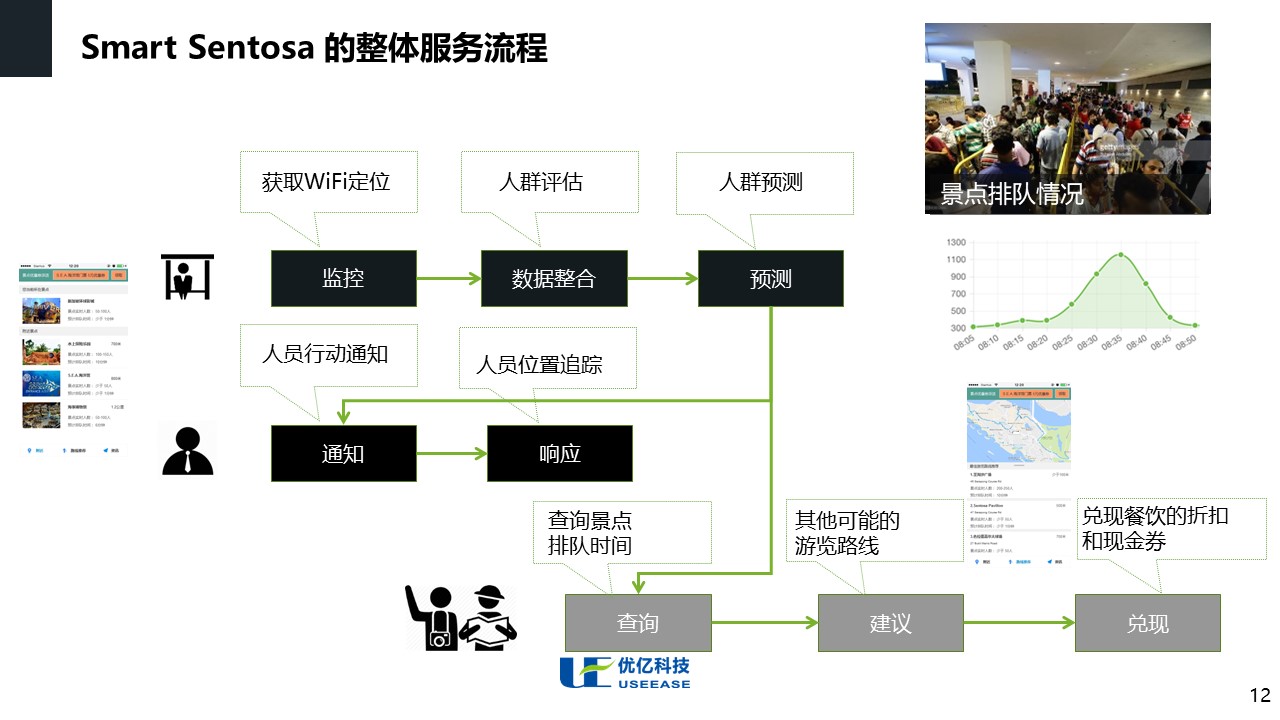 Smart Sentosa 的整体服务流程
景点排队情况
获取WiFi定位
人群评估
人群预测
监控
数据整合
预测
1300
1100
900
700
500
300
08:05
08:10
08:15
08:20
08:25
08:30
08:35
08:40
08:45
08:50
人员行动通知
人员位置追踪
通知
响应
查询景点
排队时间
其他可能的
游览路线
兑现餐饮的折扣
和现金券
查询
建议
兑现
优亿科技
USEEASE
12